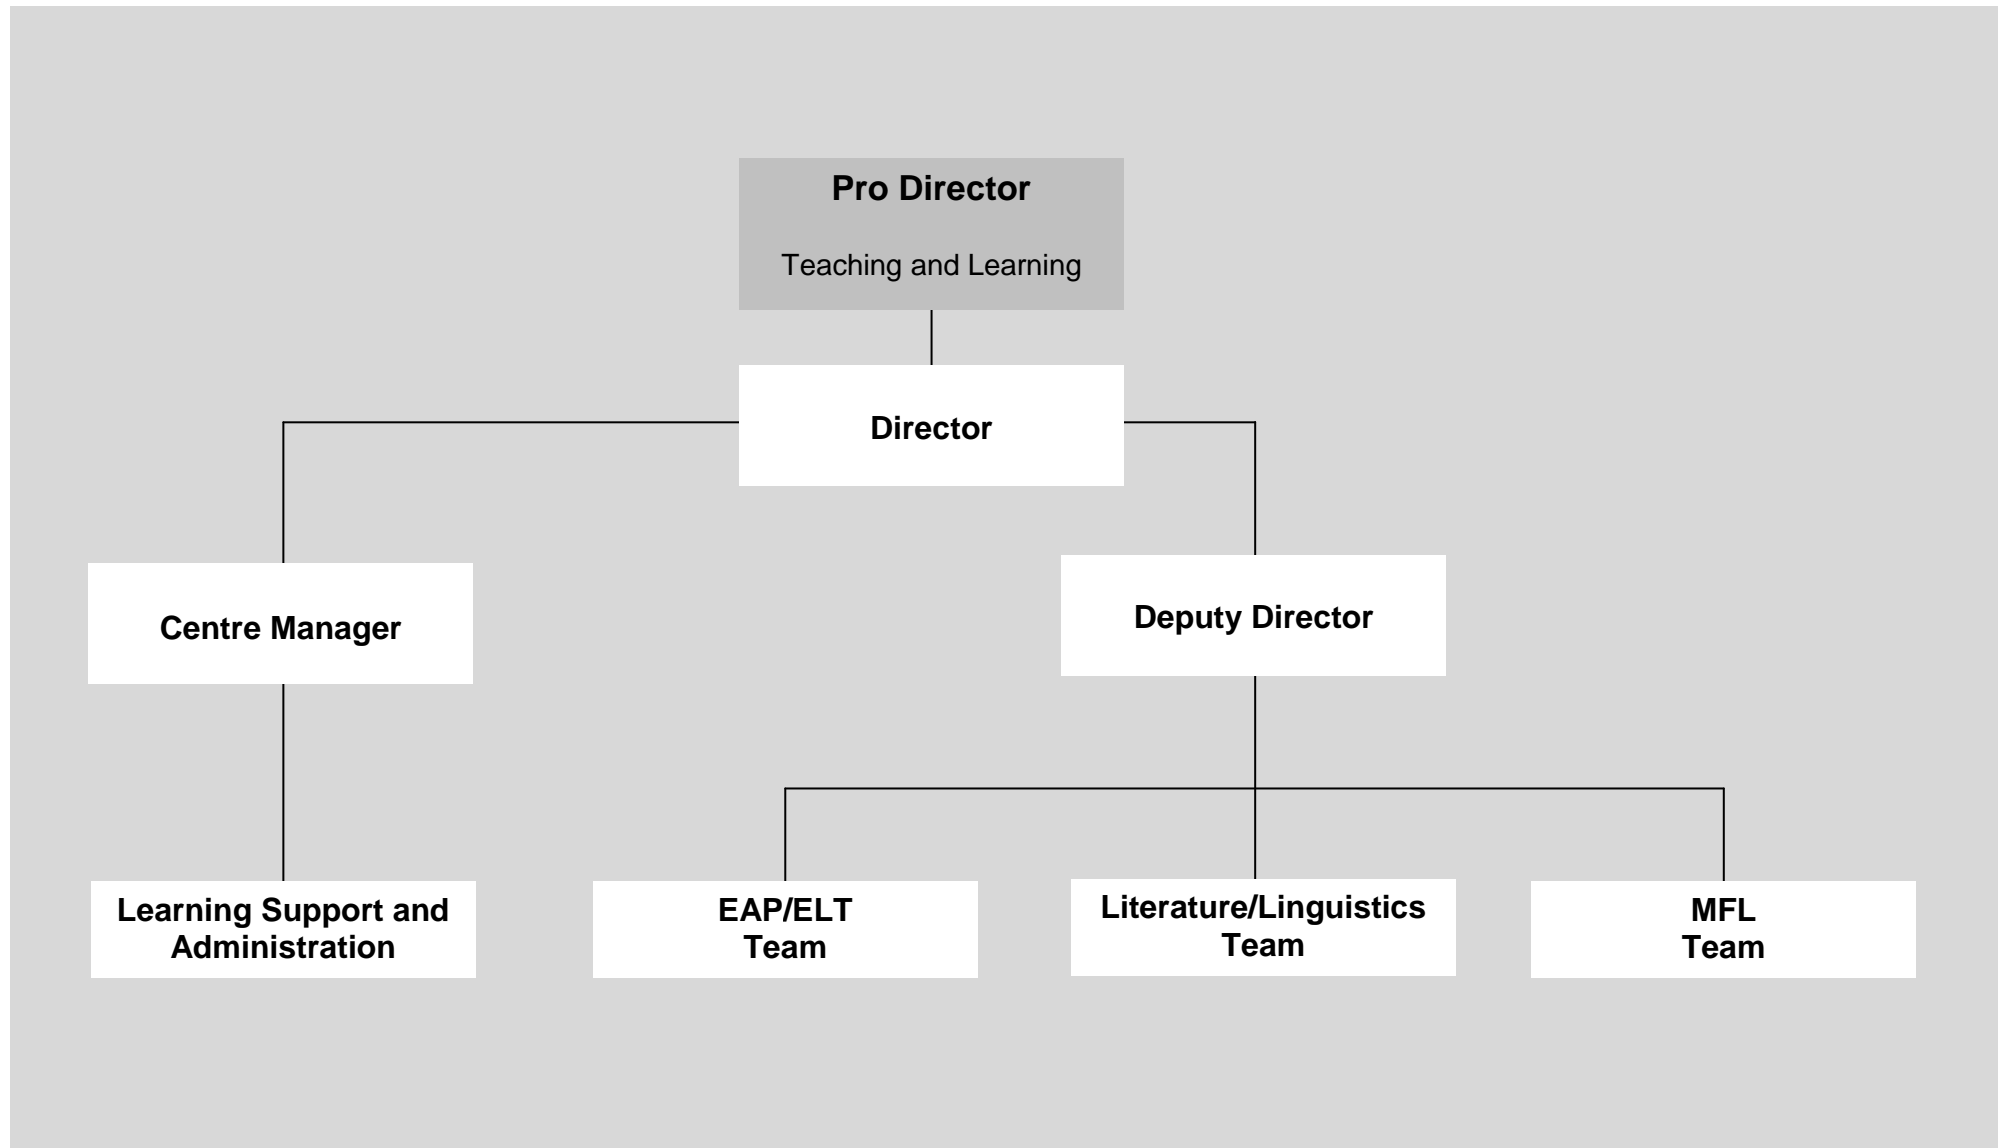 Pro Director
Teaching and Learning
Director
Centre Manager
Deputy Director
Learning Support and
Administration
EAP/ELT
Team
Literature/Linguistics
Team
MFL
Team